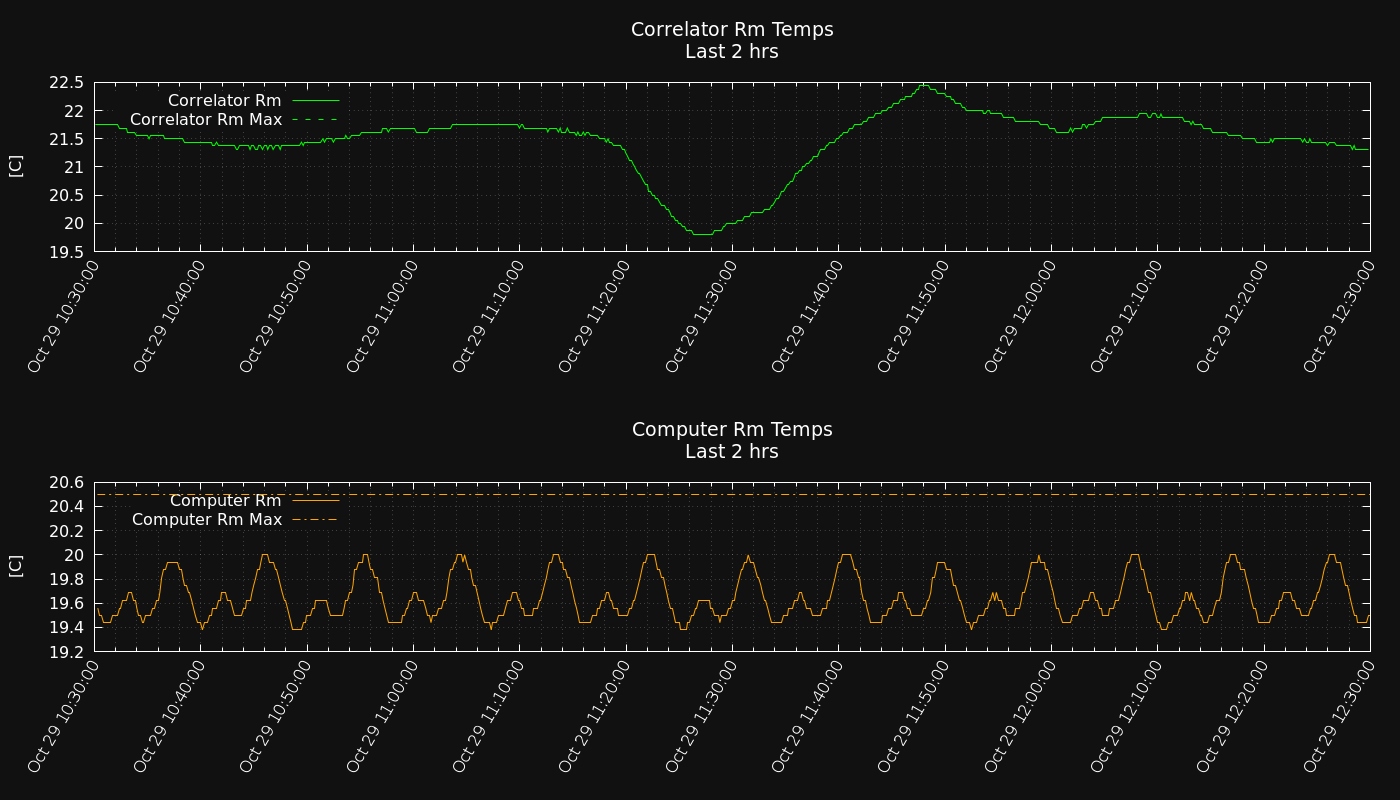 Correlator Rm Temps
Last 2 hrs
22.5
22
21.5
21
20.5
20
19.5
[C]
Correlator Rm
Correlator Rm Max
Oct 29 10:30:00
Oct 29 10:40:00
Oct 29 10:50:00
Oct 29 11:00:00
Oct 29 11:10:00
Oct 29 11:20:00
Oct 29 11:30:00
Oct 29 11:40:00
Oct 29 11:50:00
Oct 29 12:00:00
Oct 29 12:10:00
Oct 29 12:20:00
Oct 29 12:30:00
Computer Rm Temps
Last 2 hrs
20.6
20.4
20.2
20
19.8
19.6
19.4
19.2
[C]
Computer Rm
Computer Rm Max
Oct 29 10:30:00
Oct 29 10:40:00
Oct 29 10:50:00
Oct 29 11:00:00
Oct 29 11:10:00
Oct 29 11:20:00
Oct 29 11:30:00
Oct 29 11:40:00
Oct 29 11:50:00
Oct 29 12:00:00
Oct 29 12:10:00
Oct 29 12:20:00
Oct 29 12:30:00